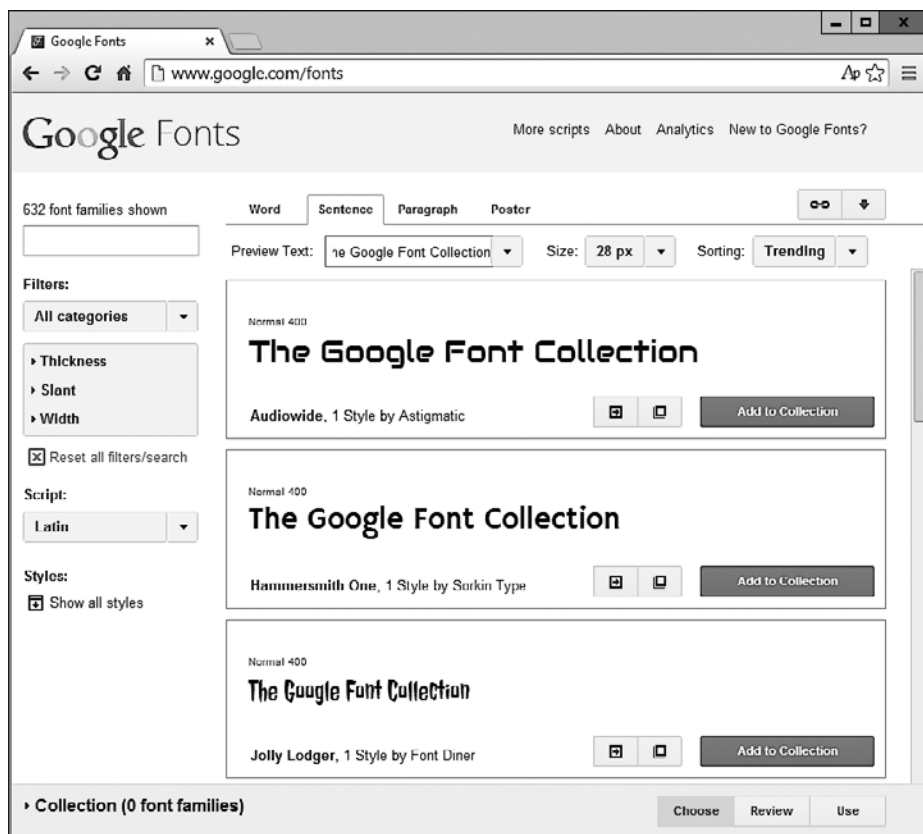 Google Fonts
www.google.com/fonts
Google Fonts
More scripts About Analytics New to Google Fonts?
632 font families shown
Word Sentence Paragraph Poster
Preview Text: he Google Font Collection Size: 28 px Sorting: Trending
Filters:
All categories
Thickness
Slant
Width
Reset all filters/search
Script:
Latin
Styles:
Show all styles
Normal 400
The Google Font Collection
Audiowide, 1 Style by Astigmatic
Add to Collection
Normal 400
The Google Font Collection
Hammersmith One, 1 Style by Sorkin Type
Add to Collection
Normal 400
The Google Font Collection
Jolly Lodger, 1 Style by Font Diner
Add to Collection
Collection (0 font families)
Choose Review Use